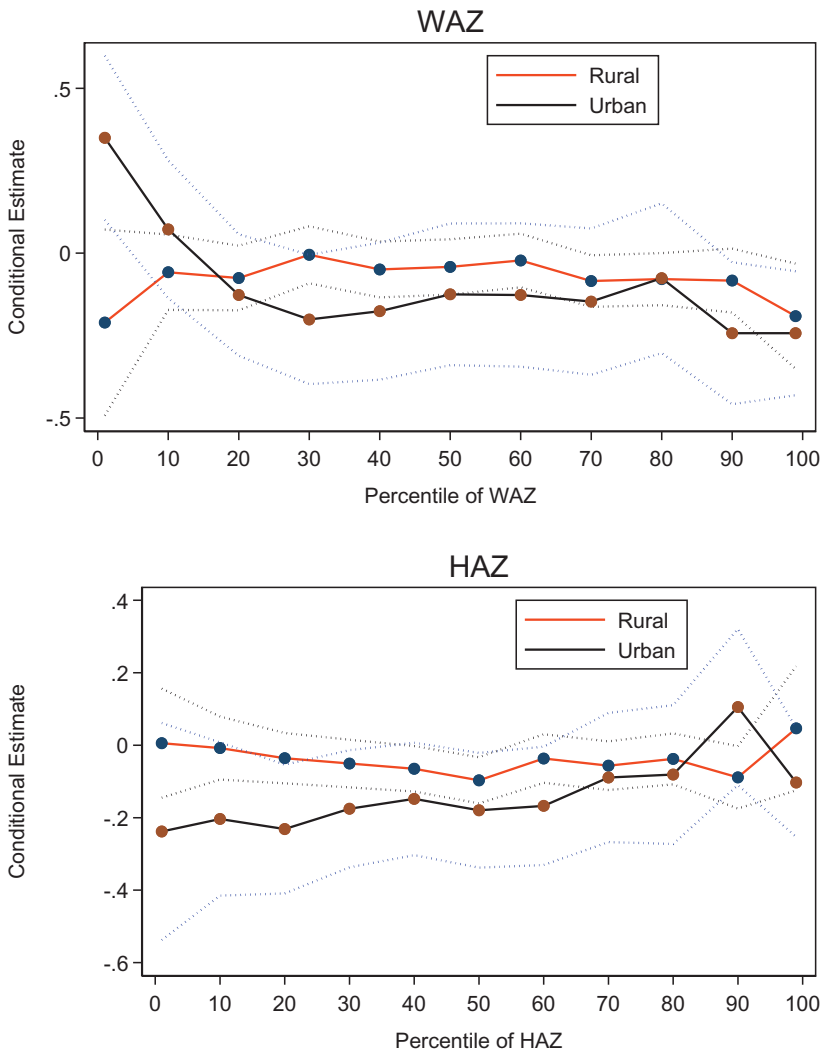 WAZ
Rural
Urban
.5
0
-.5
Conditional Estimate
0 10 20 30 40 50 60 70 80 90 100
Percentile of WAZ
HAZ
Rural
Urban
.4
.2
0
-.2
-.4
-.6
Conditional Estimate
0 10 20 30 40 50 60 70 80 90 100
Percentile of HAZ